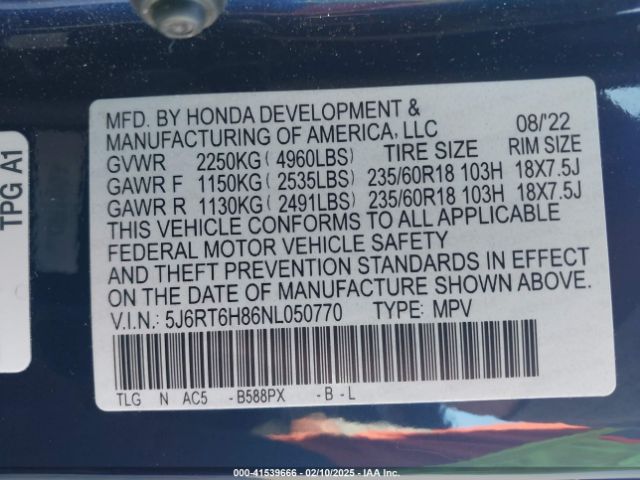 MFD. BY HONDA DEVELOPMENT &
MANUFACTURING OF AMERICA, LLC 08/'22
GVWR 2250KG (4960LBS) TIRE SIZE RIM SIZE
GAWR F 1150KG (2535LBS) 235/60R18 103H 18X7.5J
GAWR R 1130KG (2491LBS) 235/60R18 103H 18X7.5J
THIS VEHICLE CONFORMS TO ALL APPLICABLE
FEDERAL MOTOR VEHICLE SAFETY
AND THEFT PREVENTION STANDARDS IN EFFECT
ON THE DATE OF MANUFACTURE SHOWN ABOVE.
V.I.N.: 5J6RT6H86NL050770 TYPE: MPV
TLG N AC5 -B588PX -B-L
TPG A1
000-41539666 - 02/10/2025 - IAA Inc.